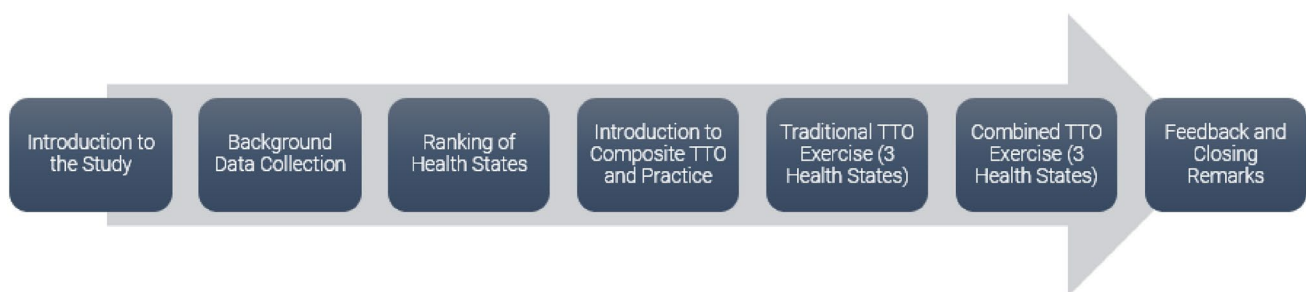 Introduction to
the Study
Background
Data Collection
Ranking of
Health States
Introduction to
Composite TTO
and Practice
Traditional TTO
Exercise (3
Health States)
Combined TTO
Exercise (3
Health States)
Feedback and
Closing
Remarks